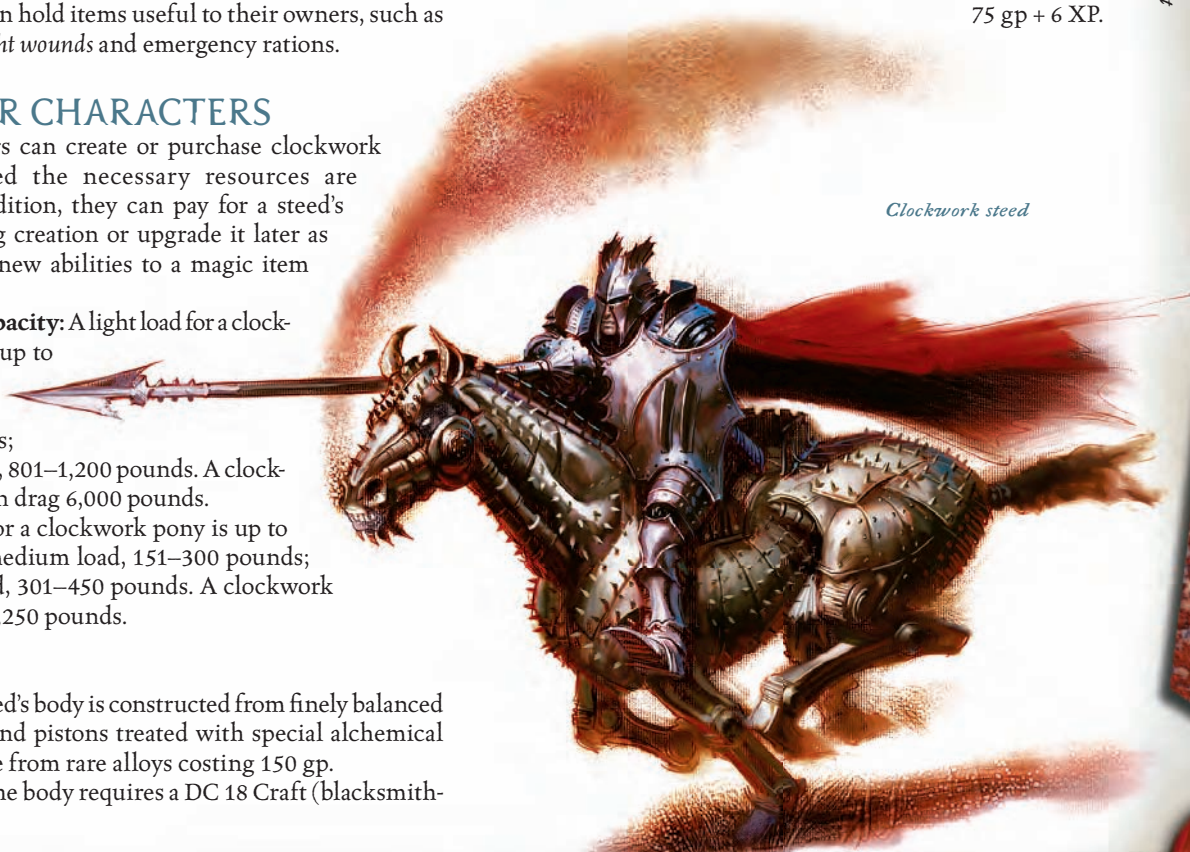 n hold items useful to their owners, such as
ht wounds and emergency rations.
R CHARACTERS
rs can create or purchase clockwork
ed the necessary resources are
dition, they can pay for a steed's
g creation or upgrade it later as
new abilities to a magic item
pacity: A light load for a clock-
up to
s;
, 801–1,200 pounds. A clock-
n drag 6,000 pounds.
or a clockwork pony is up to
medium load, 151–300 pounds;
d, 301–450 pounds. A clockwork
,250 pounds.
ed's body is constructed from finely balanced
nd pistons treated with special alchemical
e from rare alloys costing 150 gp.
he body requires a DC 18 Craft (blacksmith-
75 gp + 6 XP.
Clockwork steed